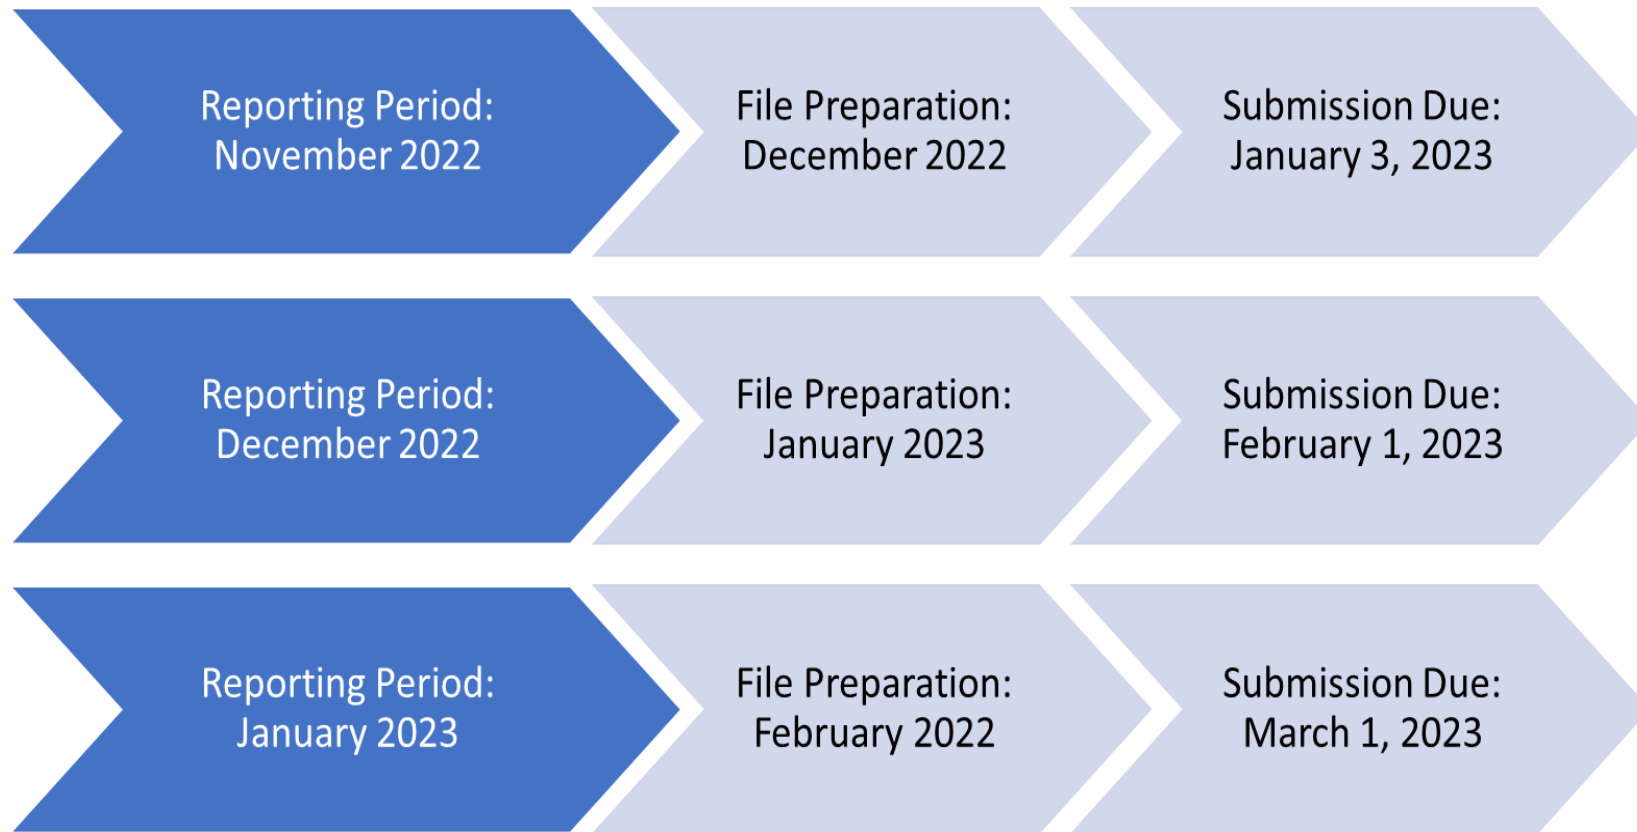 Reporting Period:
November 2022
File Preparation:
December 2022
Submission Due:
January 3, 2023
Reporting Period:
December 2022
File Preparation:
January 2023
Submission Due:
February 1, 2023
Reporting Period:
January 2023
File Preparation:
February 2022
Submission Due:
March 1, 2023